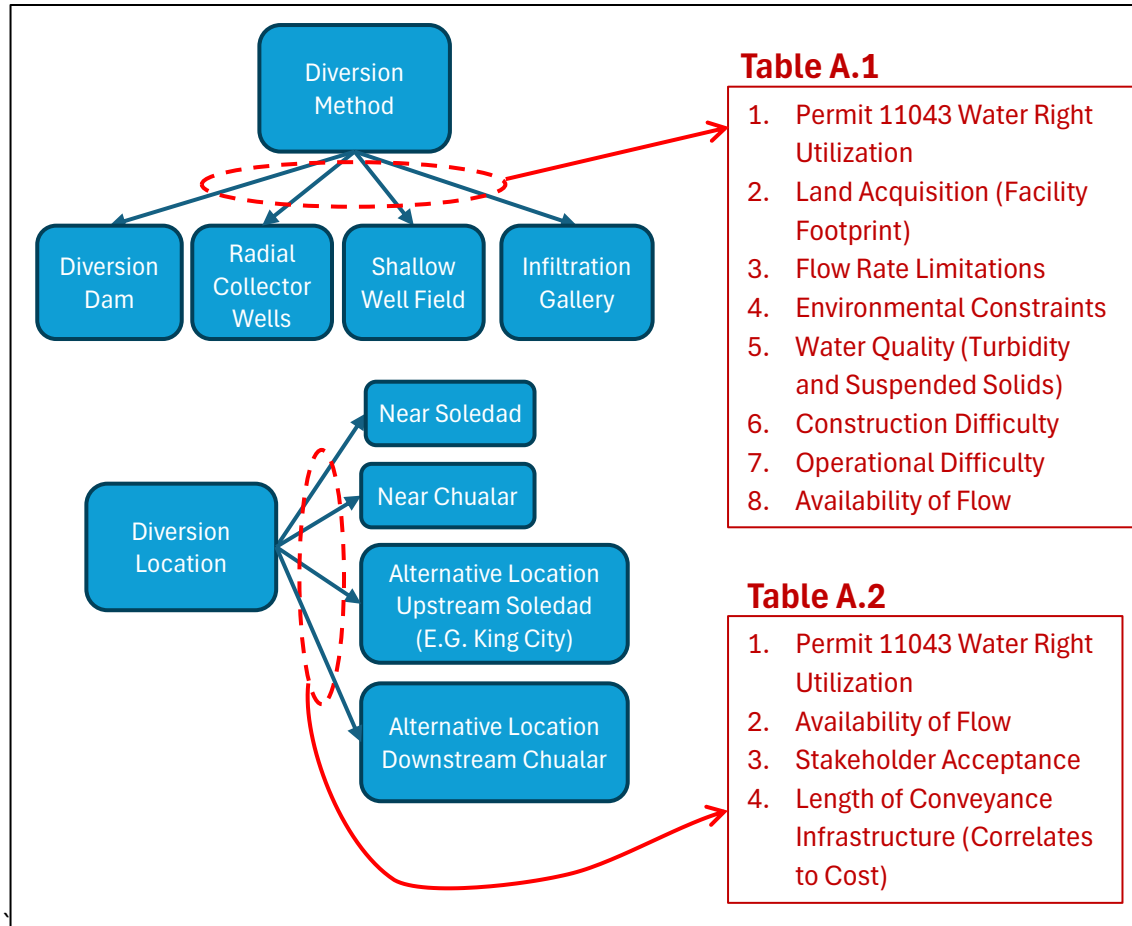 Diversion
Method
Diversion
Dam
Radial
Collector
Wells
Shallow
Well Field
Infiltration
Gallery
Diversion
Location
Near Soledad
Near Chualar
Alternative Location
Upstream Soledad
(E.G. King City)
Alternative Location
Downstream Chualar
Table A.1
1. Permit 11043 Water Right
Utilization
2. Land Acquisition (Facility
Footprint)
3. Flow Rate Limitations
4. Environmental Constraints
5. Water Quality (Turbidity
and Suspended Solids)
6. Construction Difficulty
7. Operational Difficulty
8. Availability of Flow
Table A.2
1. Permit 11043 Water Right
Utilization
2. Availability of Flow
3. Stakeholder Acceptance
4. Length of Conveyance
Infrastructure (Correlates
to Cost)
`